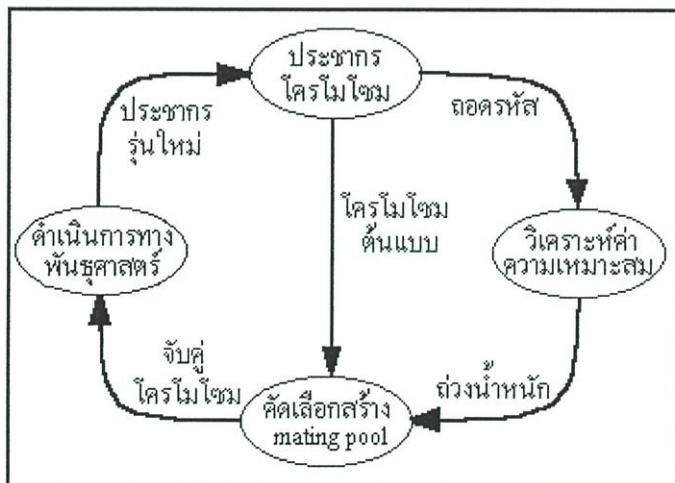 ประชากร
โครโมโซม
ประชากร
รุ่นใหม่
ถอดรหัส
โครโมโซม
ต้นแบบ
ดำเนินการทาง
พันธุศาสตร์
วิเคราะห์ค่า
ความเหมาะสม
จับคู่
โครโมโซม
ถ่วงน้ำหนัก
คัดเลือกสร้าง
mating pool